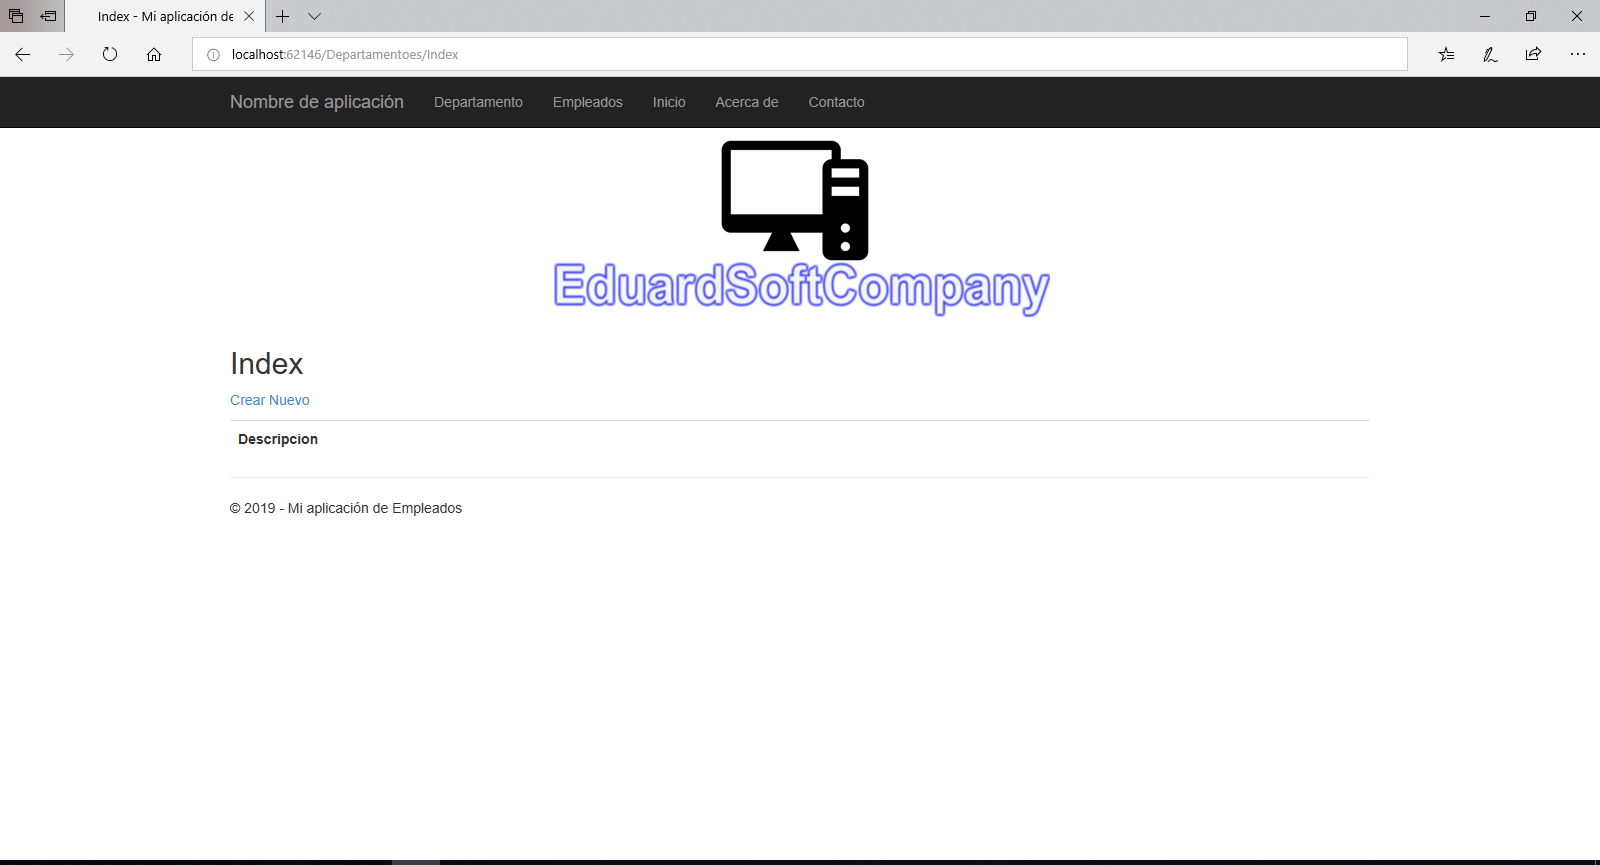 Index - Mi aplicación de
localhost:62146/Departamentoes/Index
Nombre de aplicación Departamento Empleados Inicio Acerca de Contacto
EduardSoftCompany
Index
Crear Nuevo
Descripcion
© 2019 - Mi aplicación de Empleados